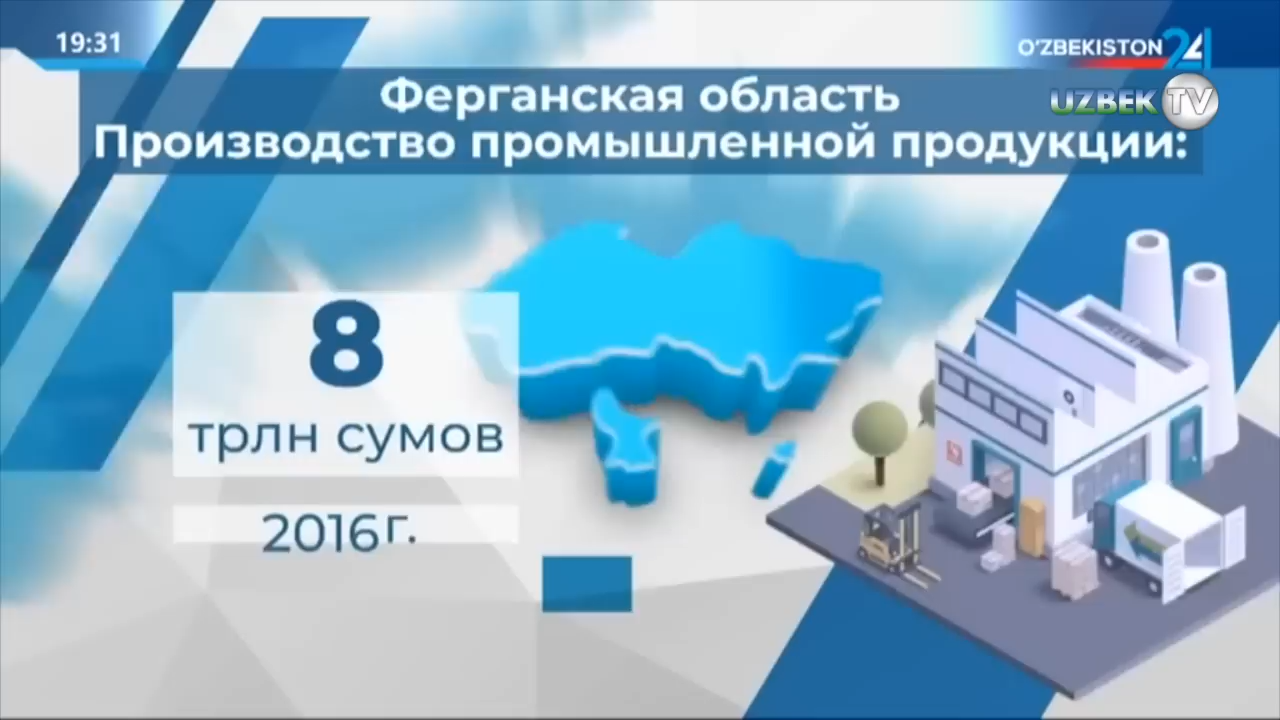 19:31
O'ZBEKISTON 24
UZBEK TV
Ферганская область
Производство промышленной продукции:
8
трлн сумов
2016г.